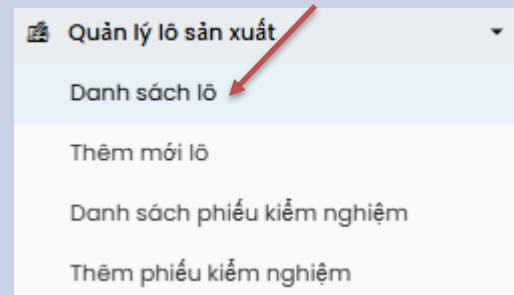 Quản lý lô sản xuất
Danh sách lô
Thêm mới lô
Danh sách phiếu kiểm nghiệm
Thêm phiếu kiểm nghiệm